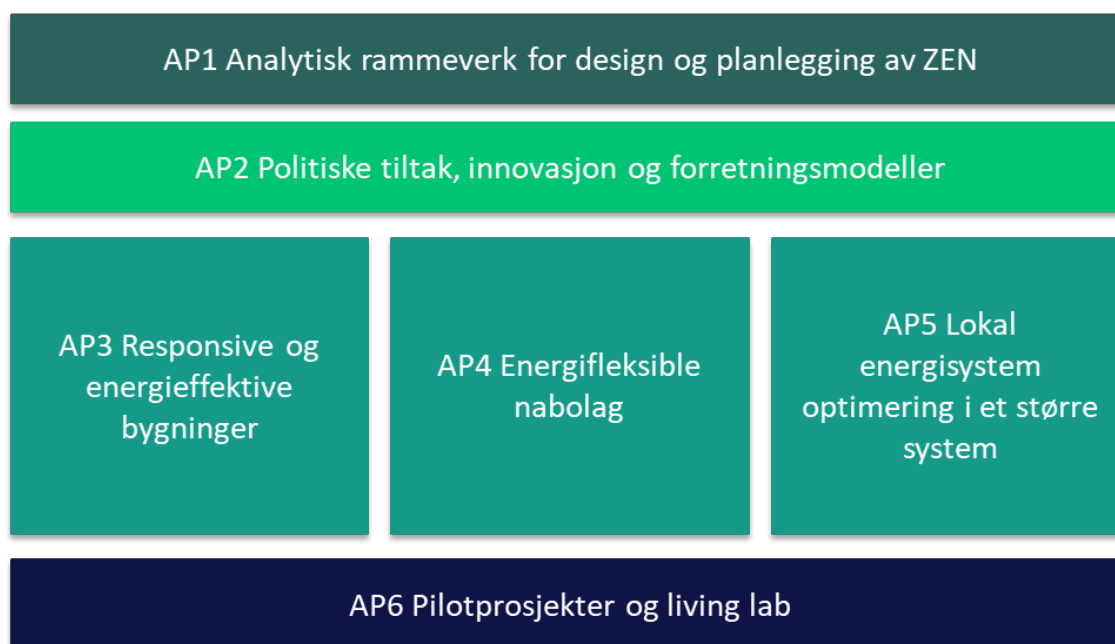 AP1 Analytisk rammeverk for design og planlegging av ZEN
AP2 Politiske tiltak, innovasjon og forretningsmodeller
AP3 Responsive og
energieffektive
bygninger
AP4 Energifleksible
nabolag
AP5 Lokal
energisystem
optimering i et større
system
AP6 Pilotprosjekter og living lab